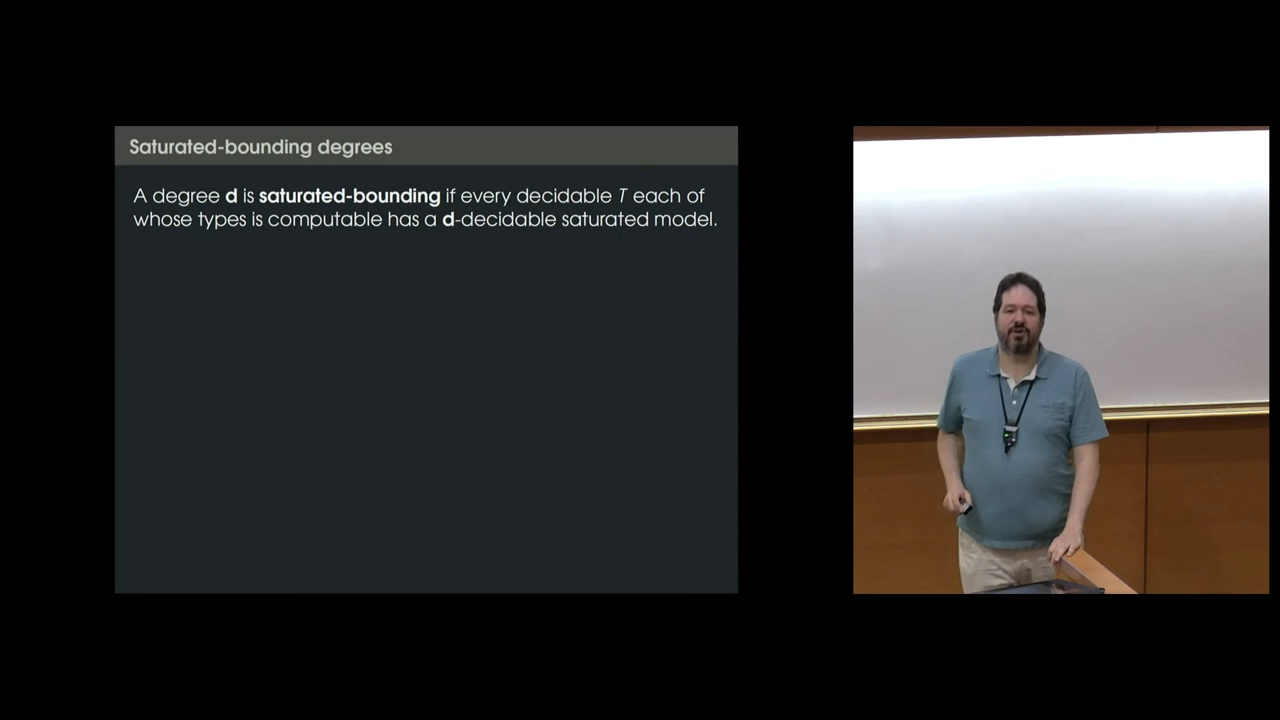 Saturated-bounding degrees
A degree d is saturated-bounding if every decidable T each of
whose types is computable has a d-decidable saturated model.